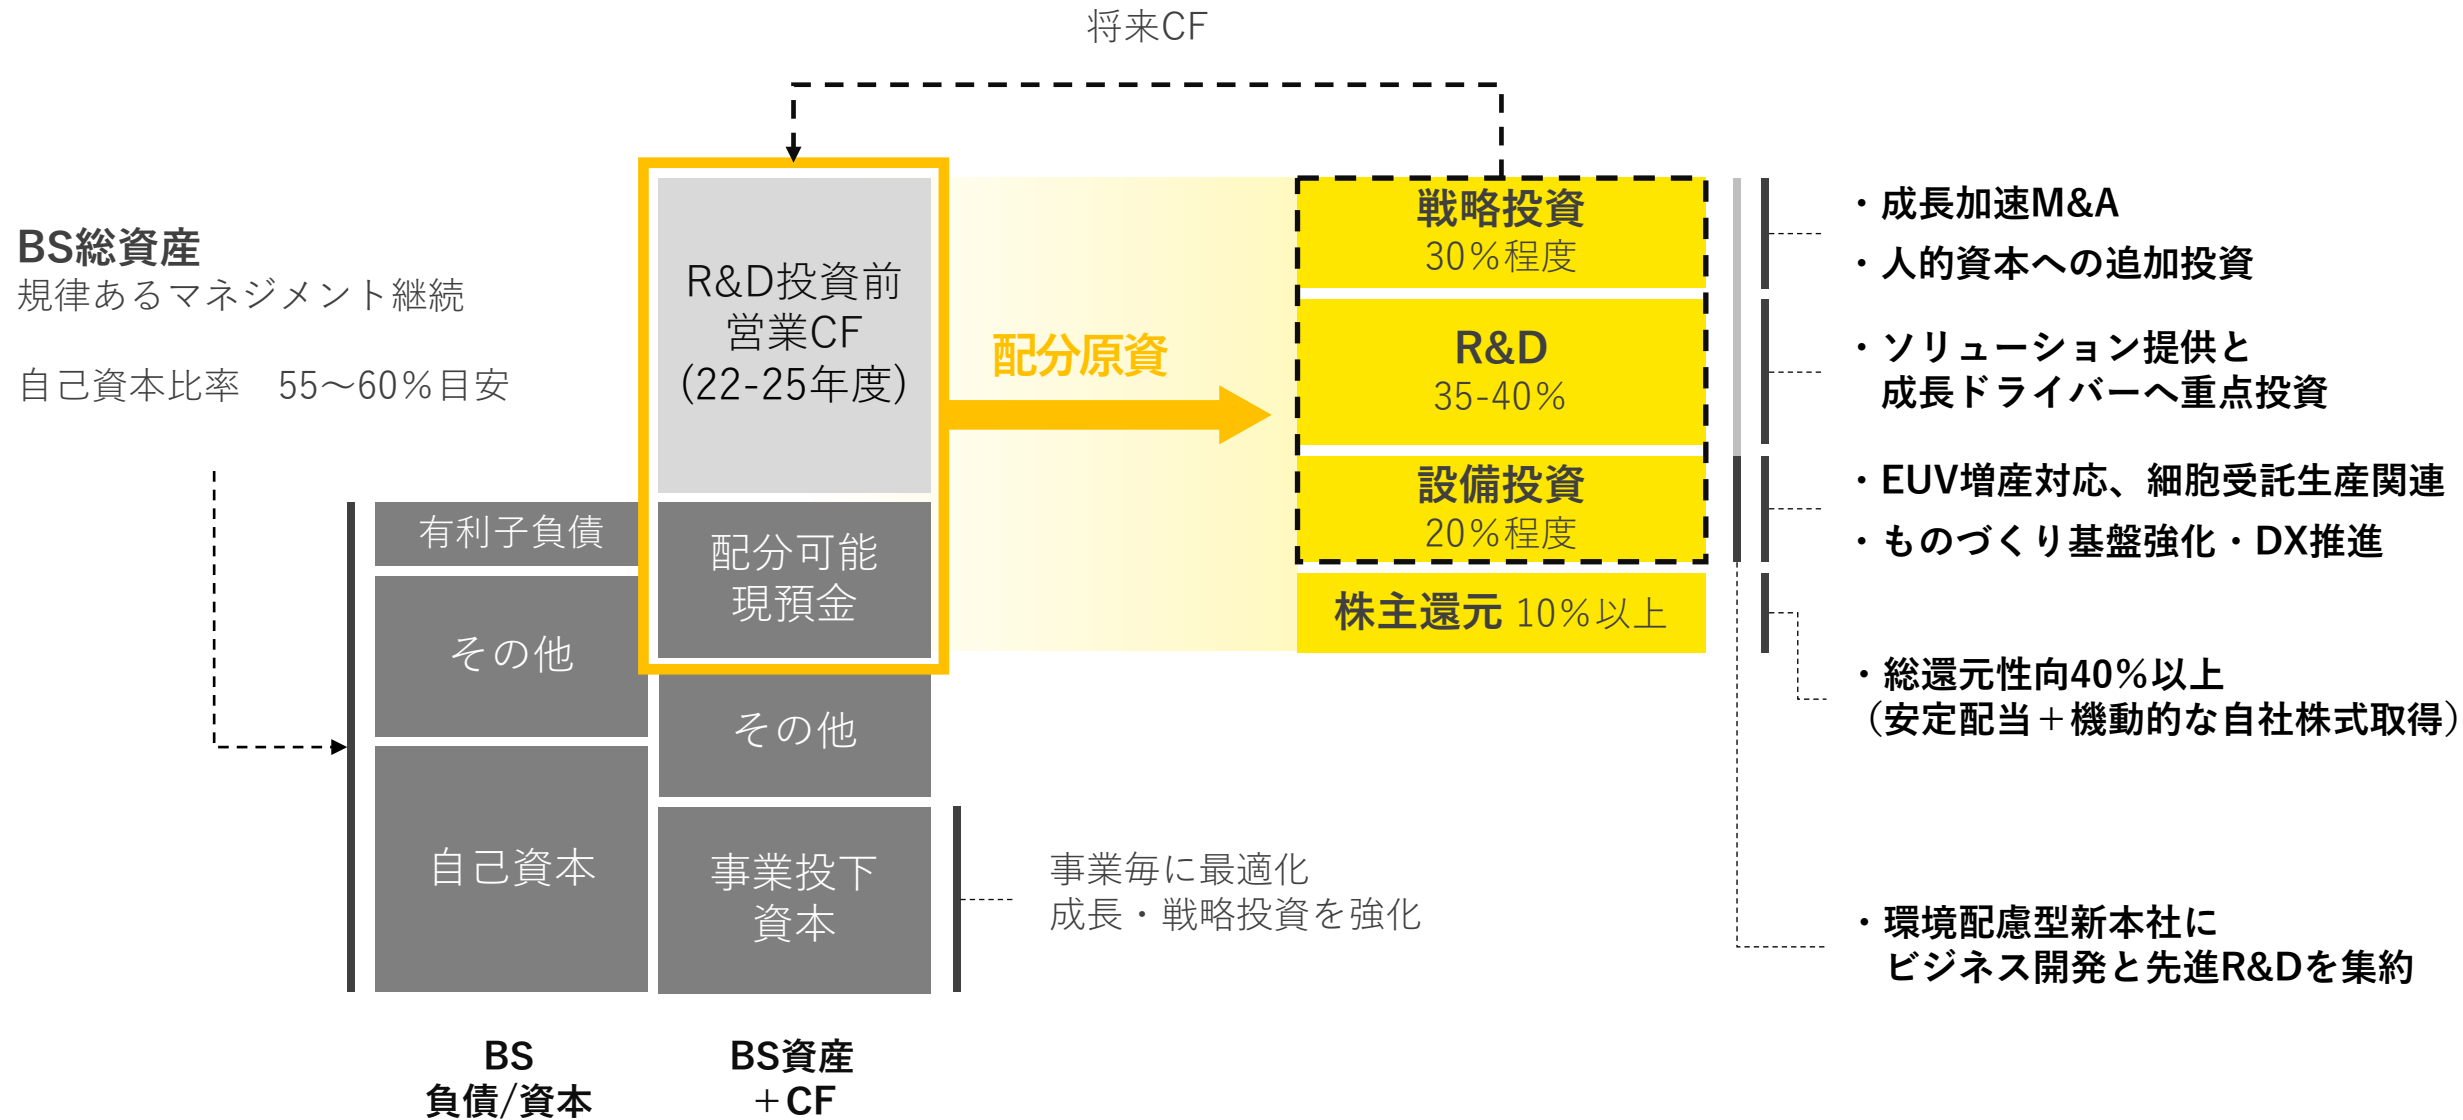 将来CF
BS総資産
規律あるマネジメント継続
自己資本比率　55～60％目安
有利子負債
その他
自己資本
BS
負債/資本
R&D投資前
営業CF
(22-25年度)
配分可能
現預金
その他
事業投下
資本
BS資産
＋CF
配分原資
事業毎に最適化
成長・戦略投資を強化
戦略投資
30％程度
R&D
35-40％
設備投資
20％程度
株主還元 10％以上
・成長加速M&A
・人的資本への追加投資
・ソリューション提供と
成長ドライバーへ重点投資
・EUV増産対応、細胞受託生産関連
・ものづくり基盤強化・DX推進
・総還元性向40％以上
（安定配当＋機動的な自社株式取得）
・環境配慮型新本社に
ビジネス開発と先進R&Dを集約